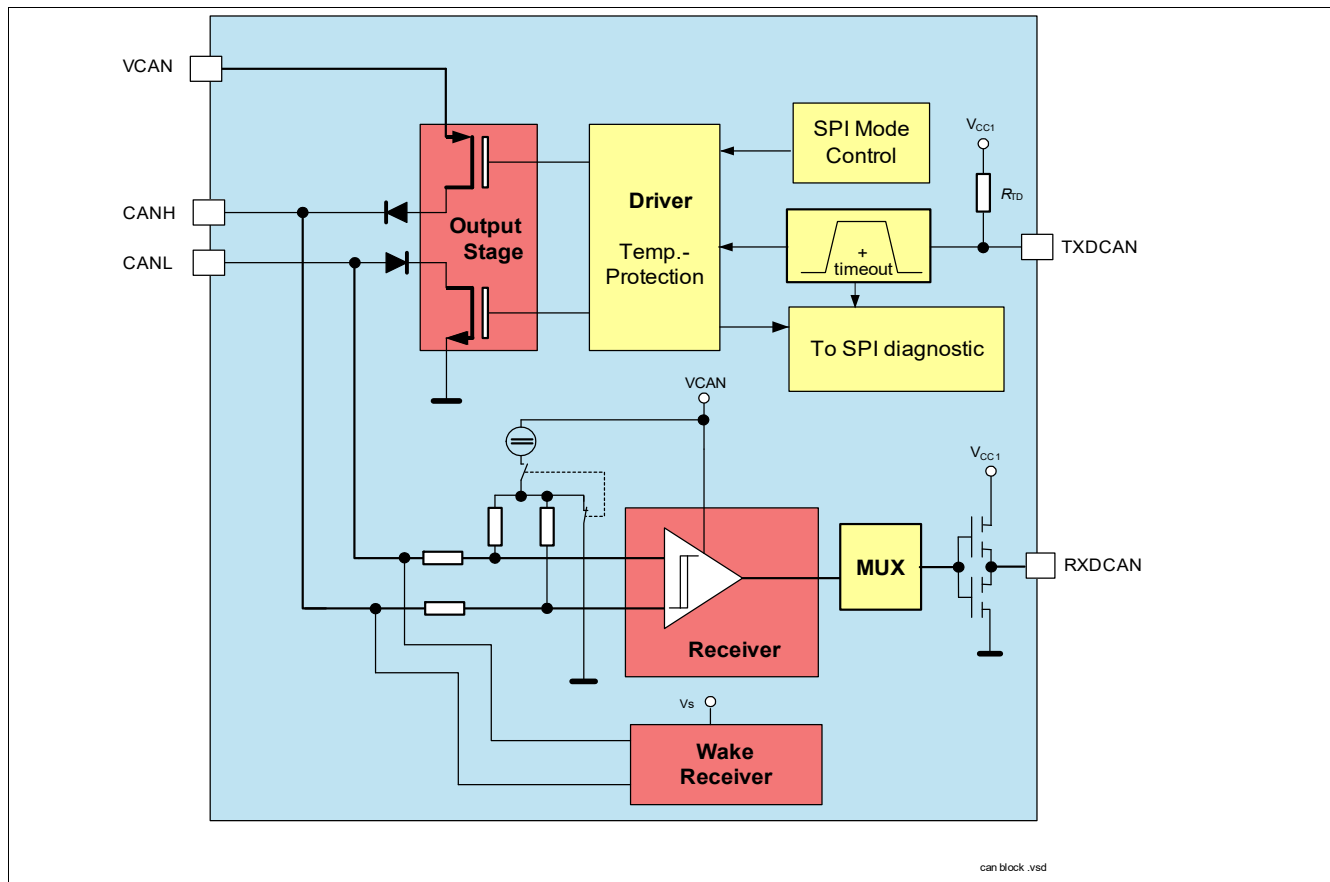 VCAN
CANH
CANL
Output
Stage
Driver
Temp.-
Protection
SPI Mode
Control
VCC1
RTD
+
timeout
TXDCAN
To SPI diagnostic
VCAN
VCC1
MUX
RXDCAN
Receiver
Vs
Wake
Receiver
can block .vsd